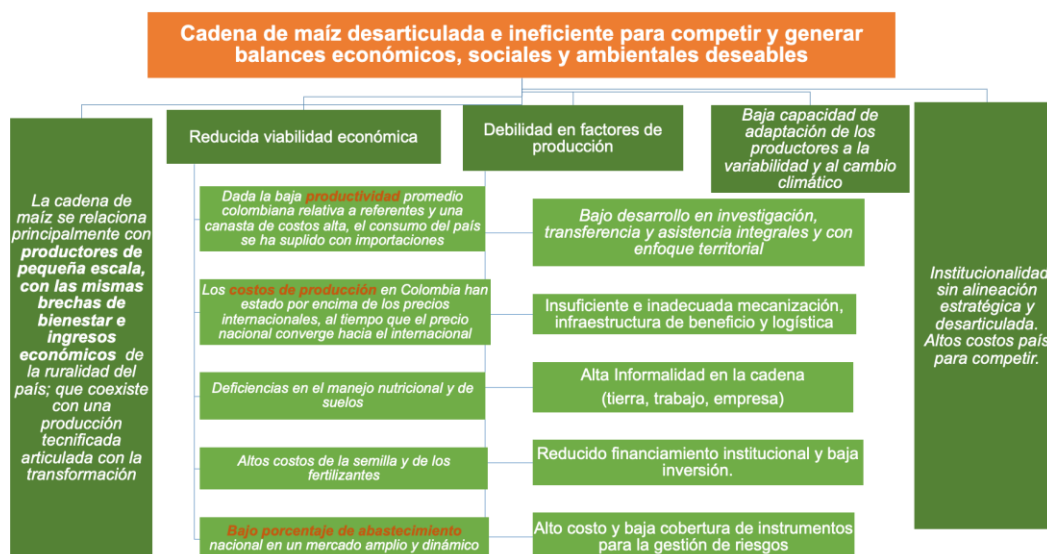 Cadena de maíz desarticulada e ineficiente para competir y generar
balances económicos, sociales y ambientales deseables
La cadena de
maíz se relaciona
principalmente con
productores de
pequeña escala,
con las mismas
brechas de
bienestar e
ingresos
económicos de
la ruralidad del
país; que coexiste
con una
producción
tecnificada
articulada con la
transformación
Reducida viabilidad económica
Dada la baja productividad promedio
colombiana relativa a referentes y una
canasta de costos alta, el consumo del país
se ha suplido con importaciones
Los costos de producción en Colombia han
estado por encima de los precios
internacionales, al tiempo que el precio
nacional converge hacia el internacional
Deficiencias en el manejo nutricional y de
suelos
Altos costos de la semilla y de los
fertilizantes
Bajo porcentaje de abastecimiento
nacional en un mercado amplio y dinámico
Debilidad en factores de
producción
Bajo desarrollo en investigación,
transferencia y asistencia integrales y con
enfoque territorial
Insuficiente e inadecuada mecanización,
infraestructura de beneficio y logística
Alta Informalidad en la cadena
(tierra, trabajo, empresa)
Reducido financiamiento institucional y baja
inversión.
Alto costo y baja cobertura de instrumentos
para la gestión de riesgos
Baja capacidad de
adaptación de los
productores a la
variabilidad y al cambio
climático
Institucionalidad
sin alineación
estratégica y
desarticulada.
Altos costos país
para competir.